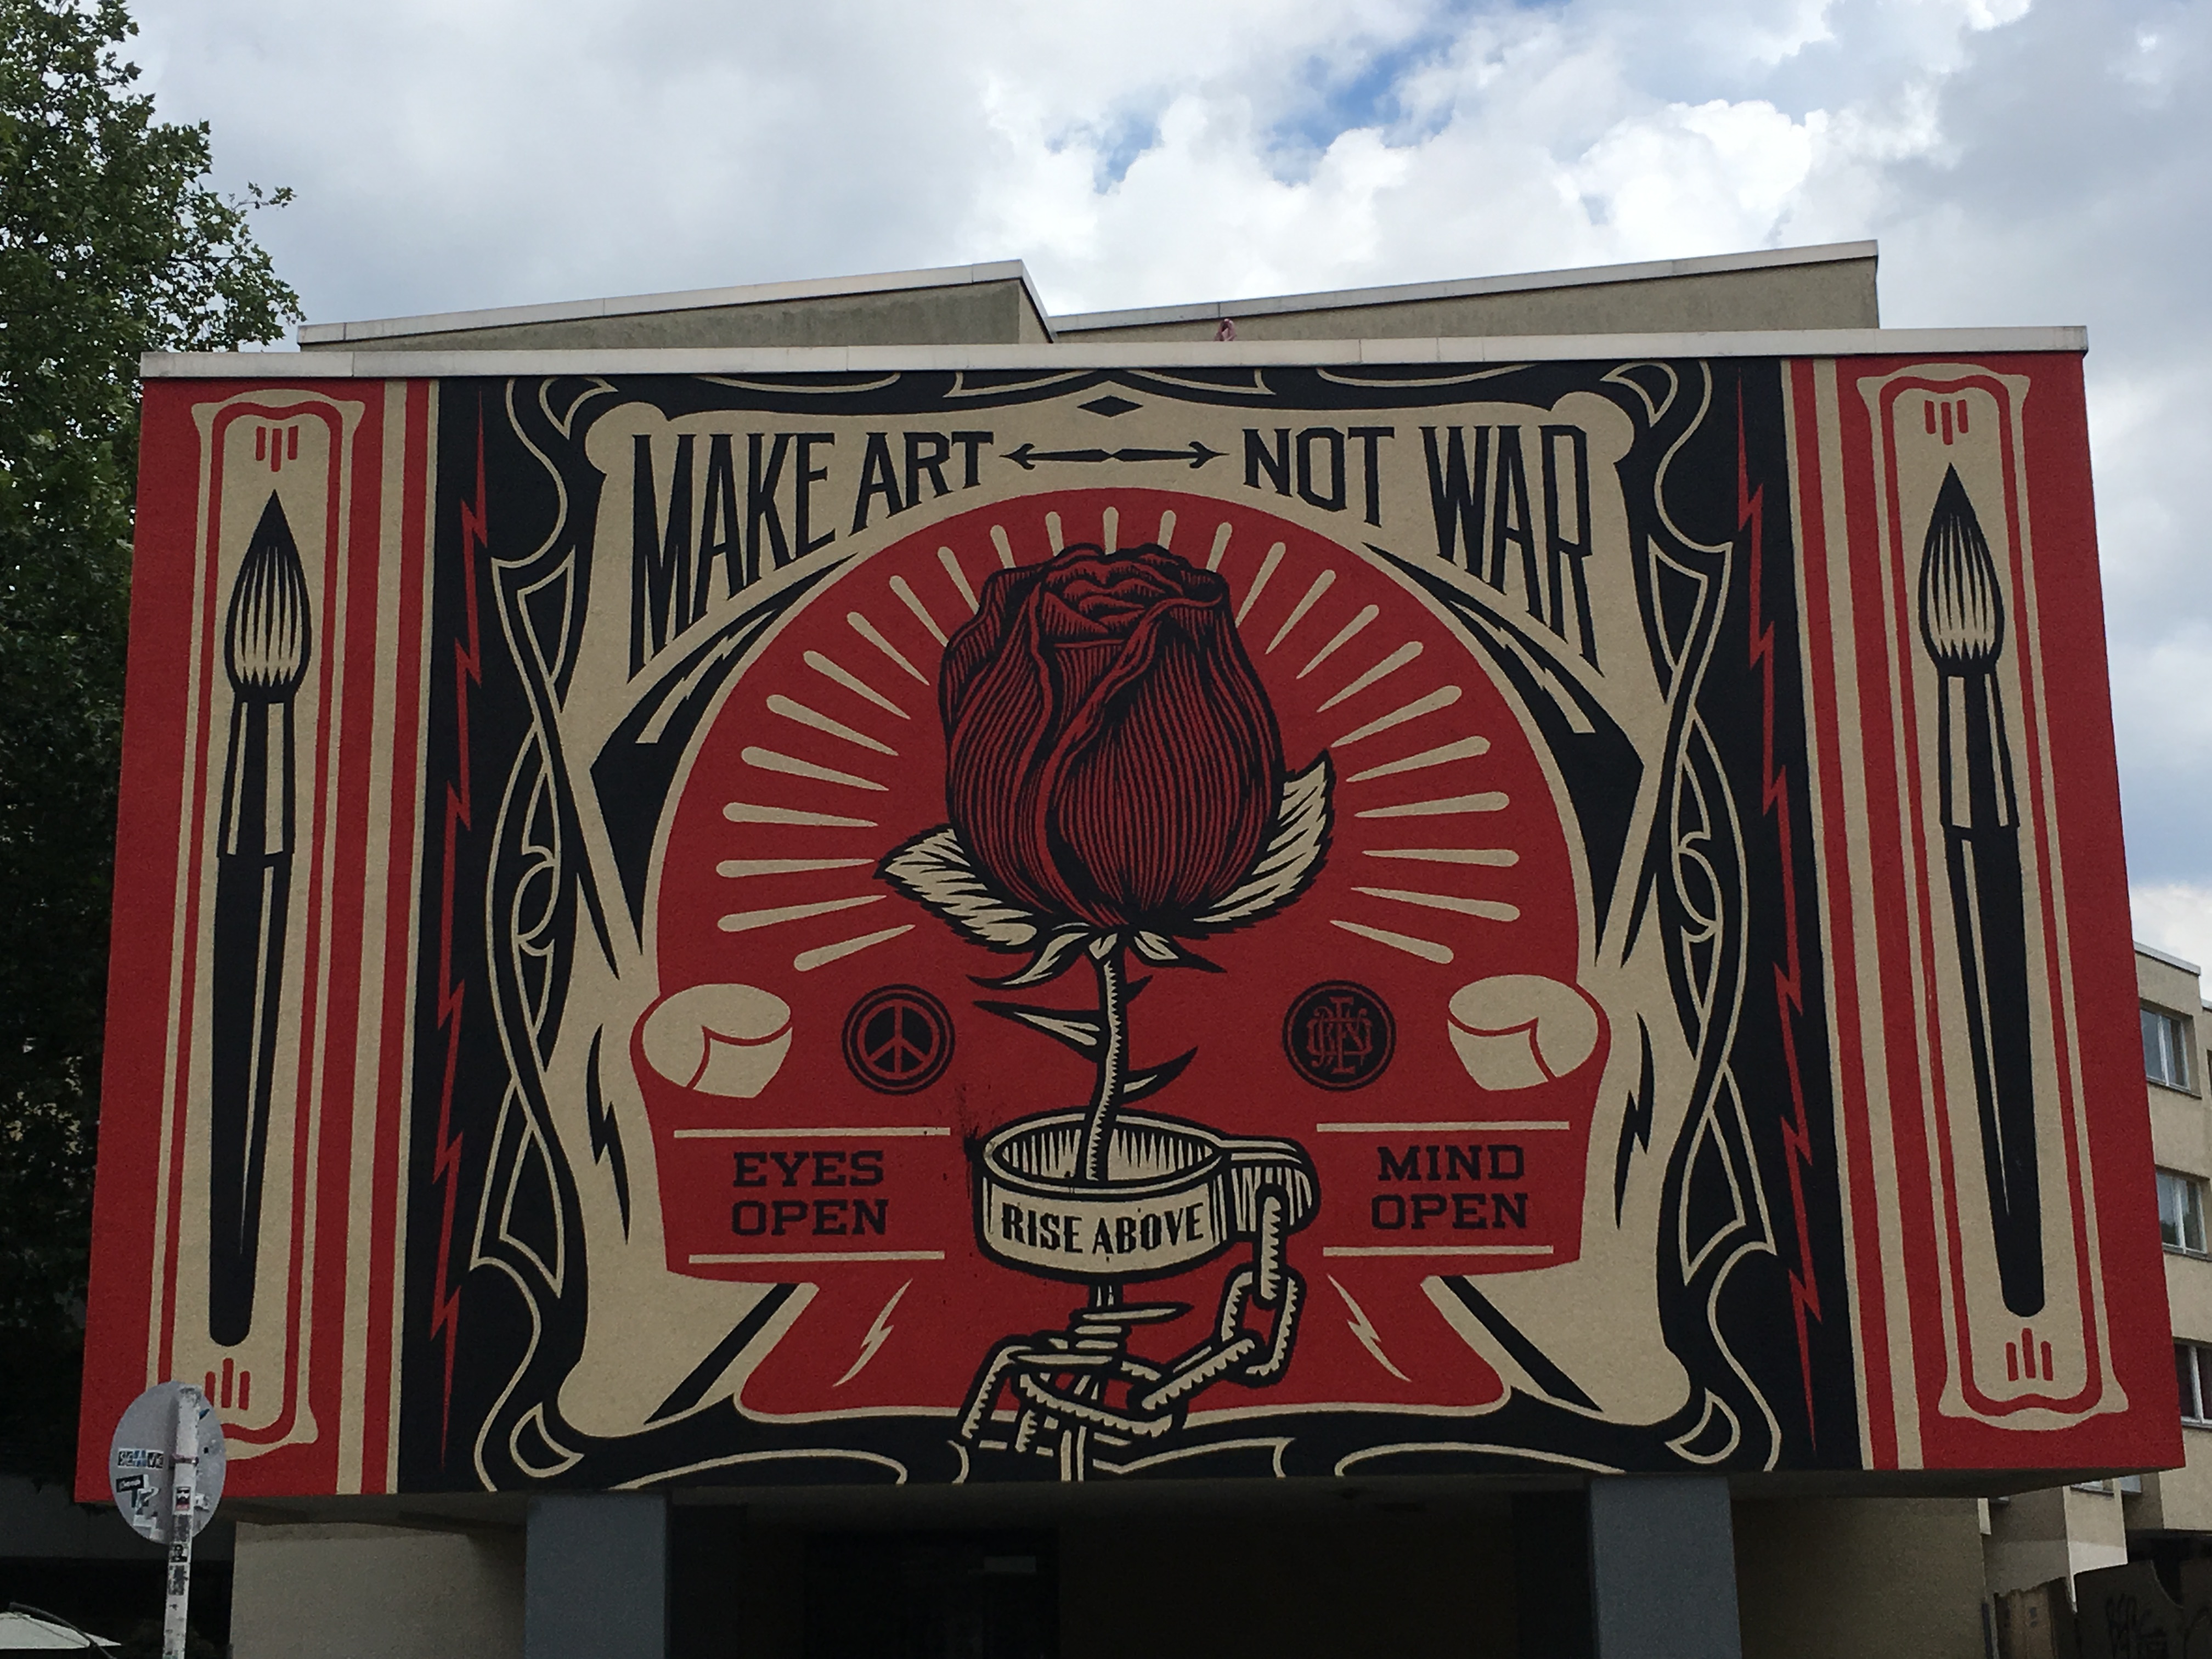 MAKE ART NOT WAR
EYES
OPEN
MIND
OPEN
RISE ABOVE